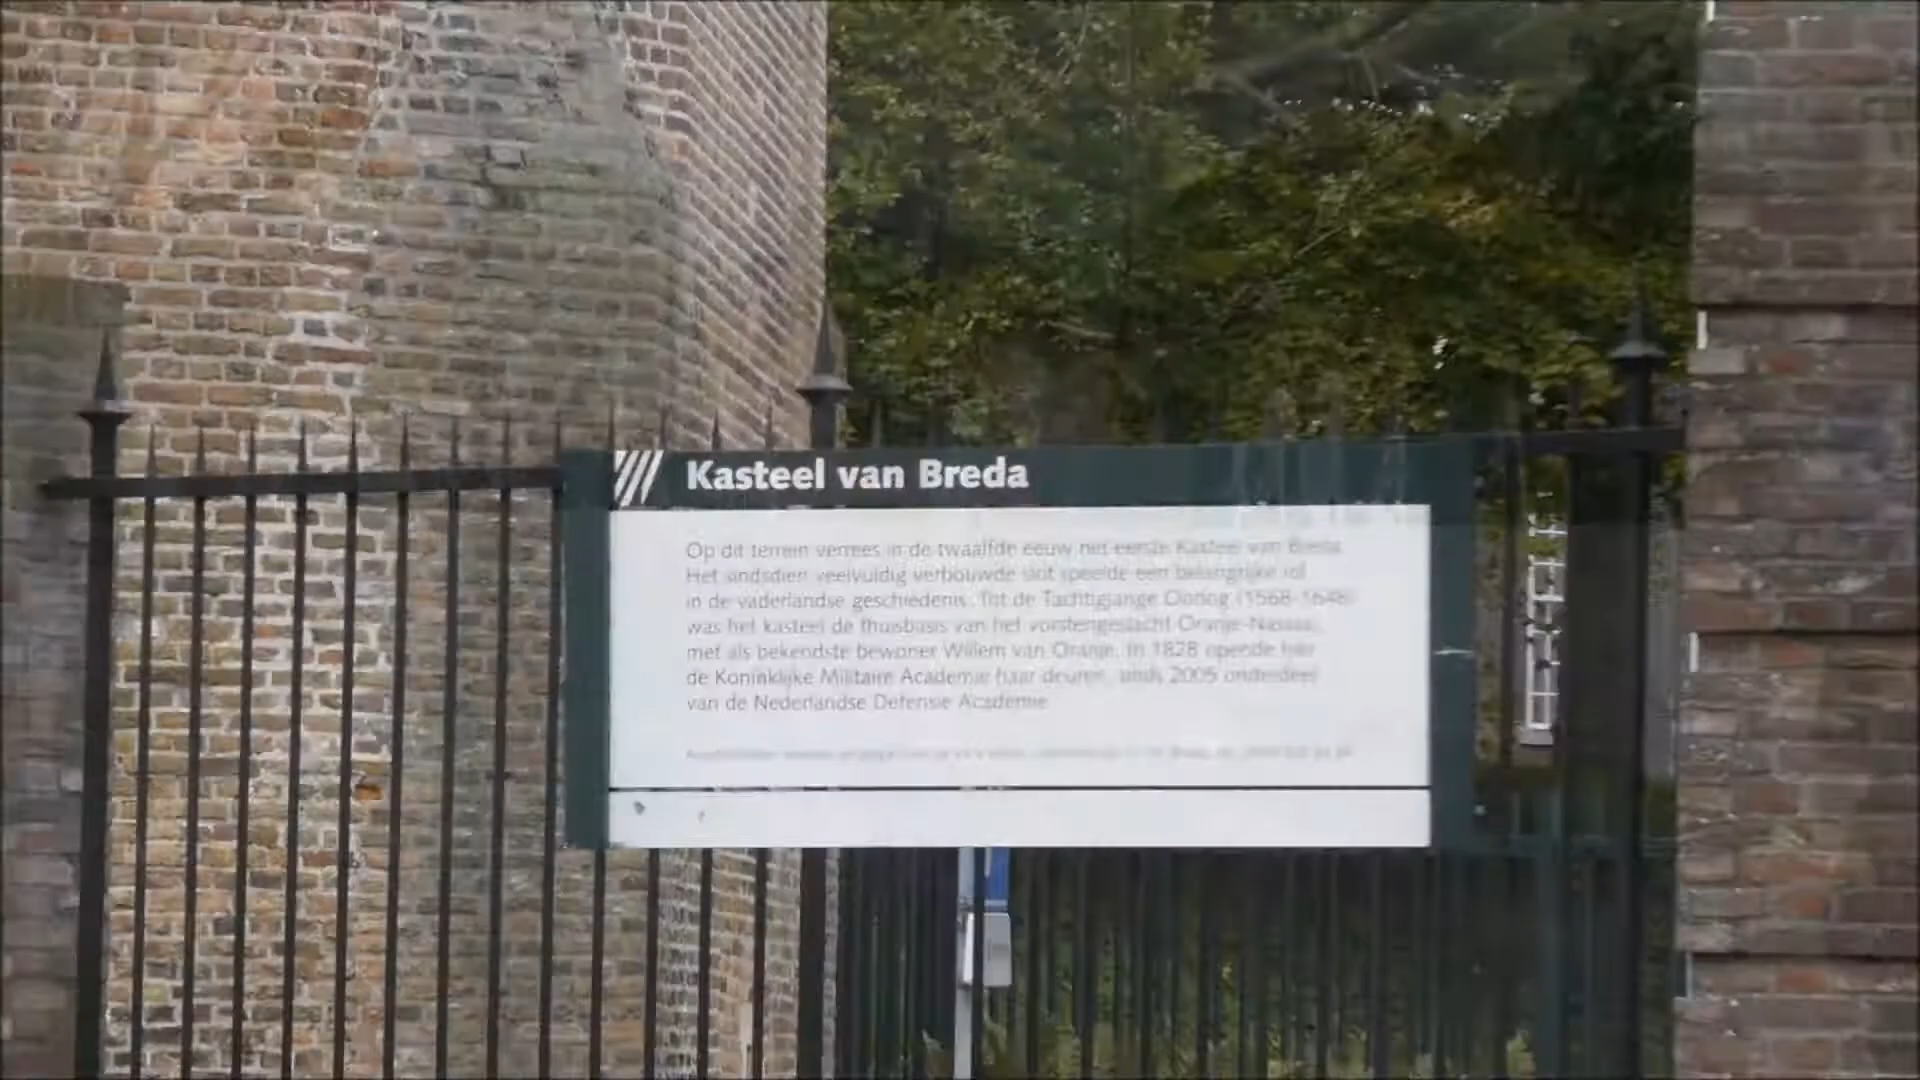 Kasteel van Breda
Op dit terrein verrees in de twaalfde eeuw het eerste Kasteel van Breda.
Het sindsdien veelvuldig verbouwde slot speelde een belangrijke rol
in de vaderlandse geschiedenis. Tot de Tachtigjarige Oorlog (1568-1648)
was het kasteel de thuisbasis van het vorstengeslacht Oranje-Nassau,
met als bekendste bewoner Willem van Oranje. In 1828 opende hier
de Koninklijke Militaire Academie haar deuren, sinds 2005 onderdeel
van de Nederlandse Defensie Academie.